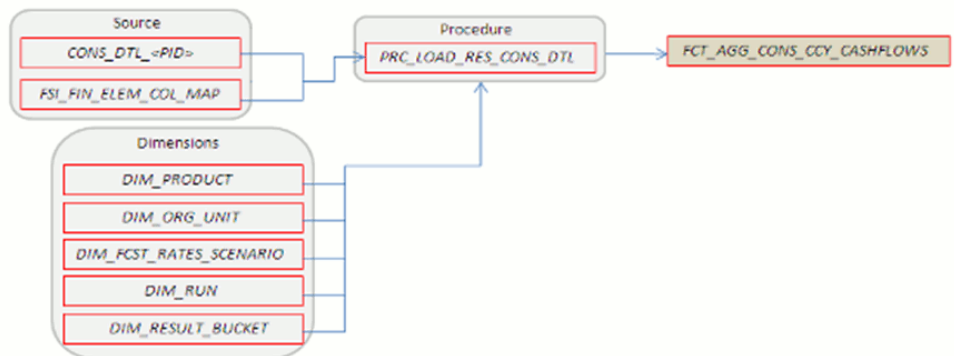 Source
CONS_DTL_<PID>
FSI_FIN_ELEM_COL_MAP
Procedure
PRC_LOAD_RES_CONS_DTL
FCT_AGG_CONS_CCY_CASHFLOWS
Dimensions
DIM_PRODUCT
DIM_ORG_UNIT
DIM_FCST_RATES_SCENARIO
DIM_RUN
DIM_RESULT_BUCKET